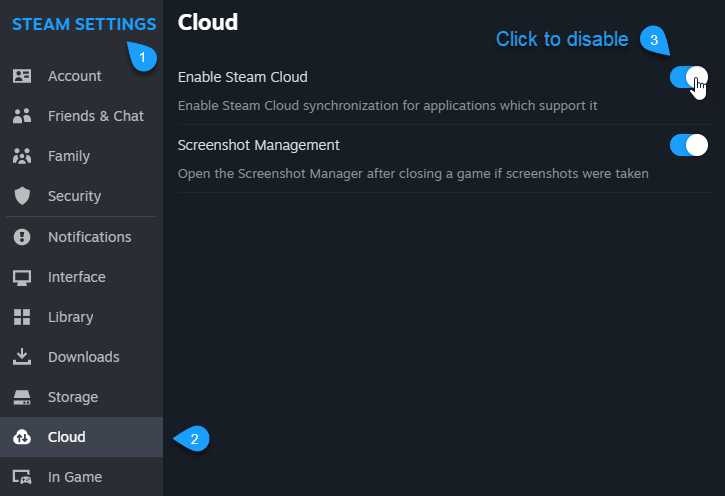 STEAM SETTINGS
1
Account
Friends & Chat
Family
Security
Notifications
Interface
Library
Downloads
Storage
Cloud
2
In Game
Cloud
Click to disable 3
Enable Steam Cloud
Enable Steam Cloud synchronization for applications which support it
Screenshot Management
Open the Screenshot Manager after closing a game if screenshots were taken